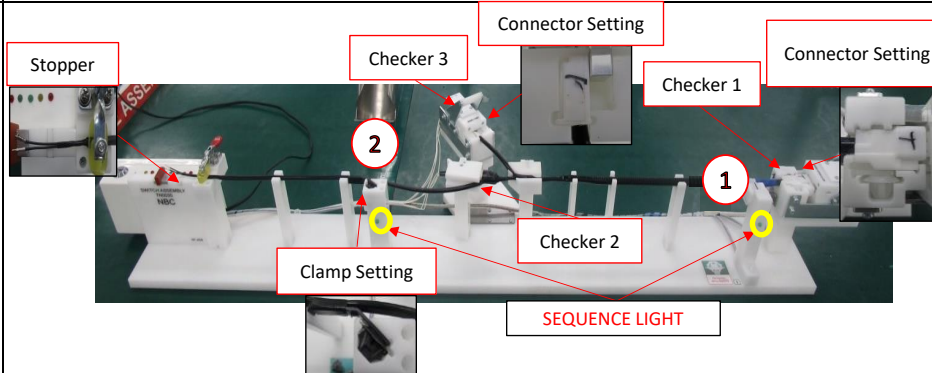 Connector Setting
Checker 3
Connector Setting
Stopper
Checker 1
ASSE
2
1
SWITCH ASSEMBLY
NBC
Checker 2
Clamp Setting
SEQUENCE LIGHT